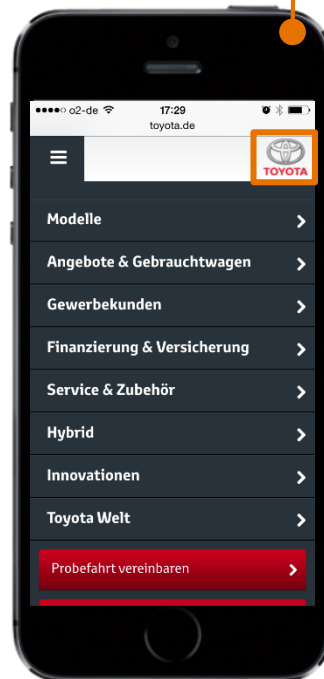 o2-de 17:29
toyota.de
TOYOTA
Modelle
Angebote & Gebrauchtwagen
Gewerbekunden
Finanzierung & Versicherung
Service & Zubehör
Hybrid
Innovationen
Toyota Welt
Probefahrt vereinbaren